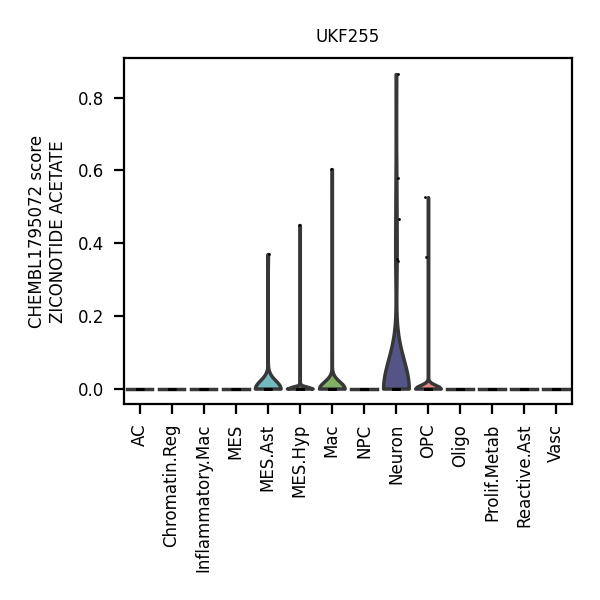 UKF255
CHEMBL1795072 score
ZICONOTIDE ACETATE
0.8
0.6
0.4
0.2
0.0
AC
Chromatin.Reg
Inflammatory.Mac
MES
MES.Ast
MES.Hyp
Mac
NPC
Neuron
OPC
Oligo
Prolif.Metab
Reactive.Ast
Vasc